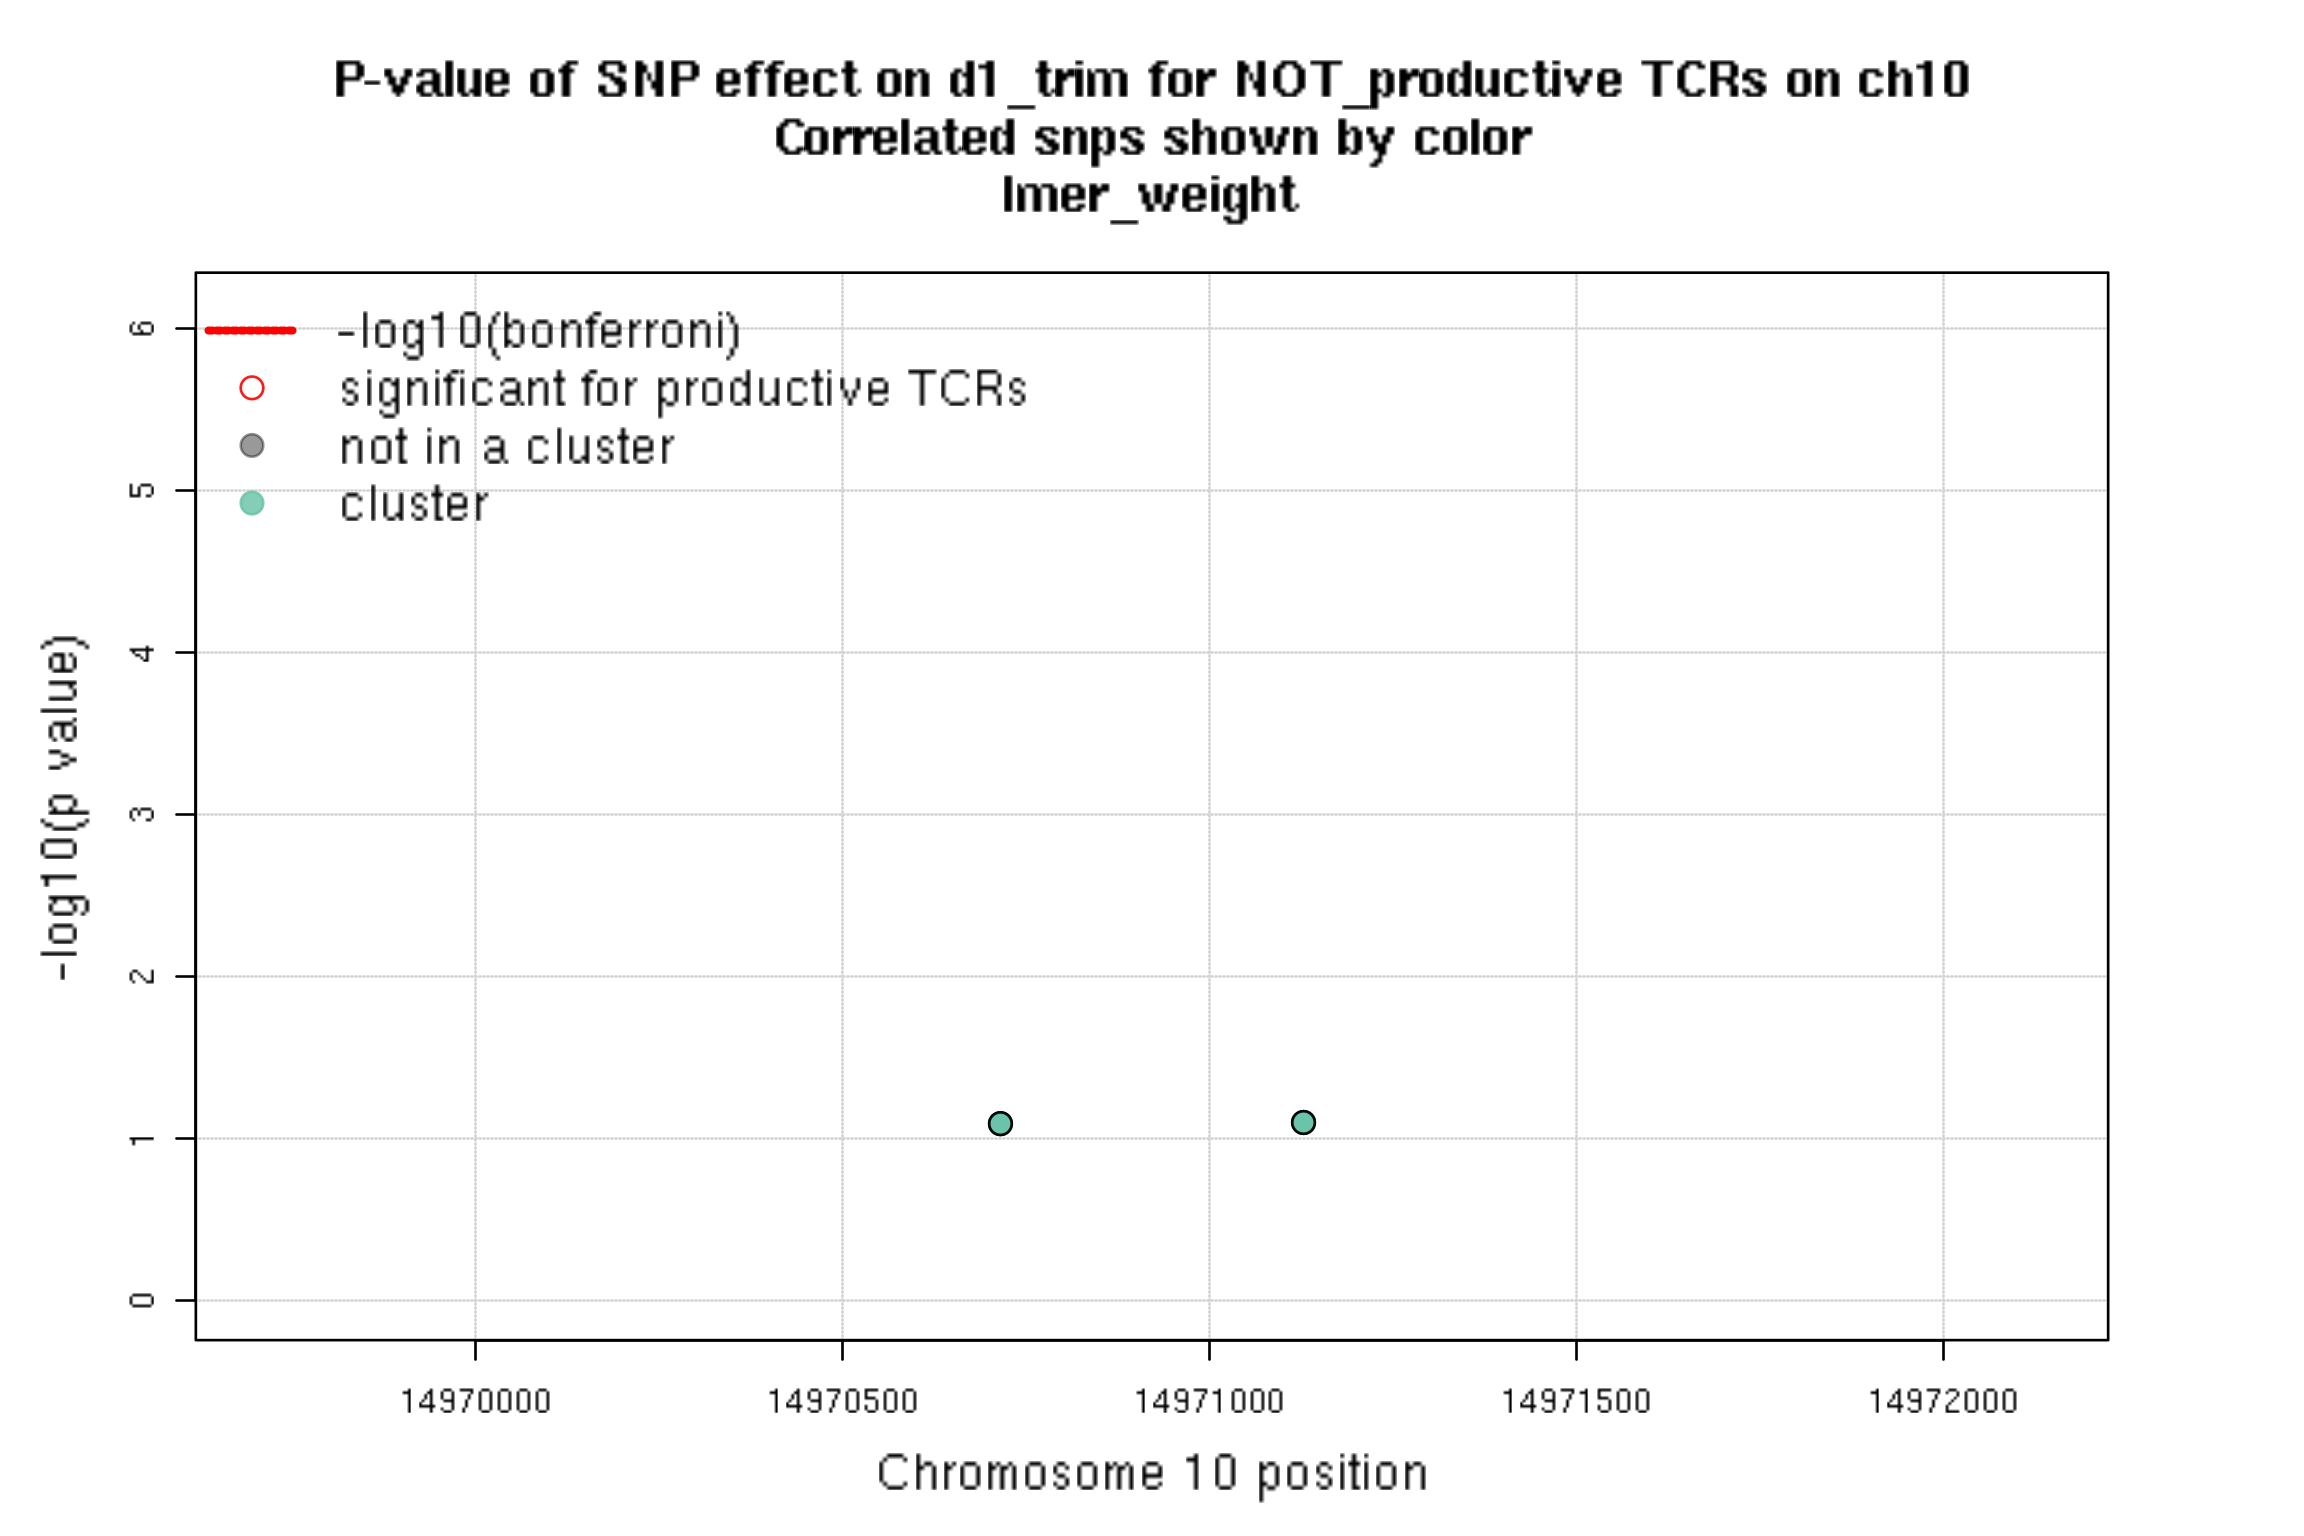 P-value of SNP effect on d1_trim for NOT_productive TCRs on ch10
Correlated snps shown by color
lmer_weight
-log10(bonferroni)
significant for productive TCRs
not in a cluster
cluster
6
5
4
3
2
1
0
-log10(p value)
14970000
14970500
14971000
14971500
14972000
Chromosome 10 position